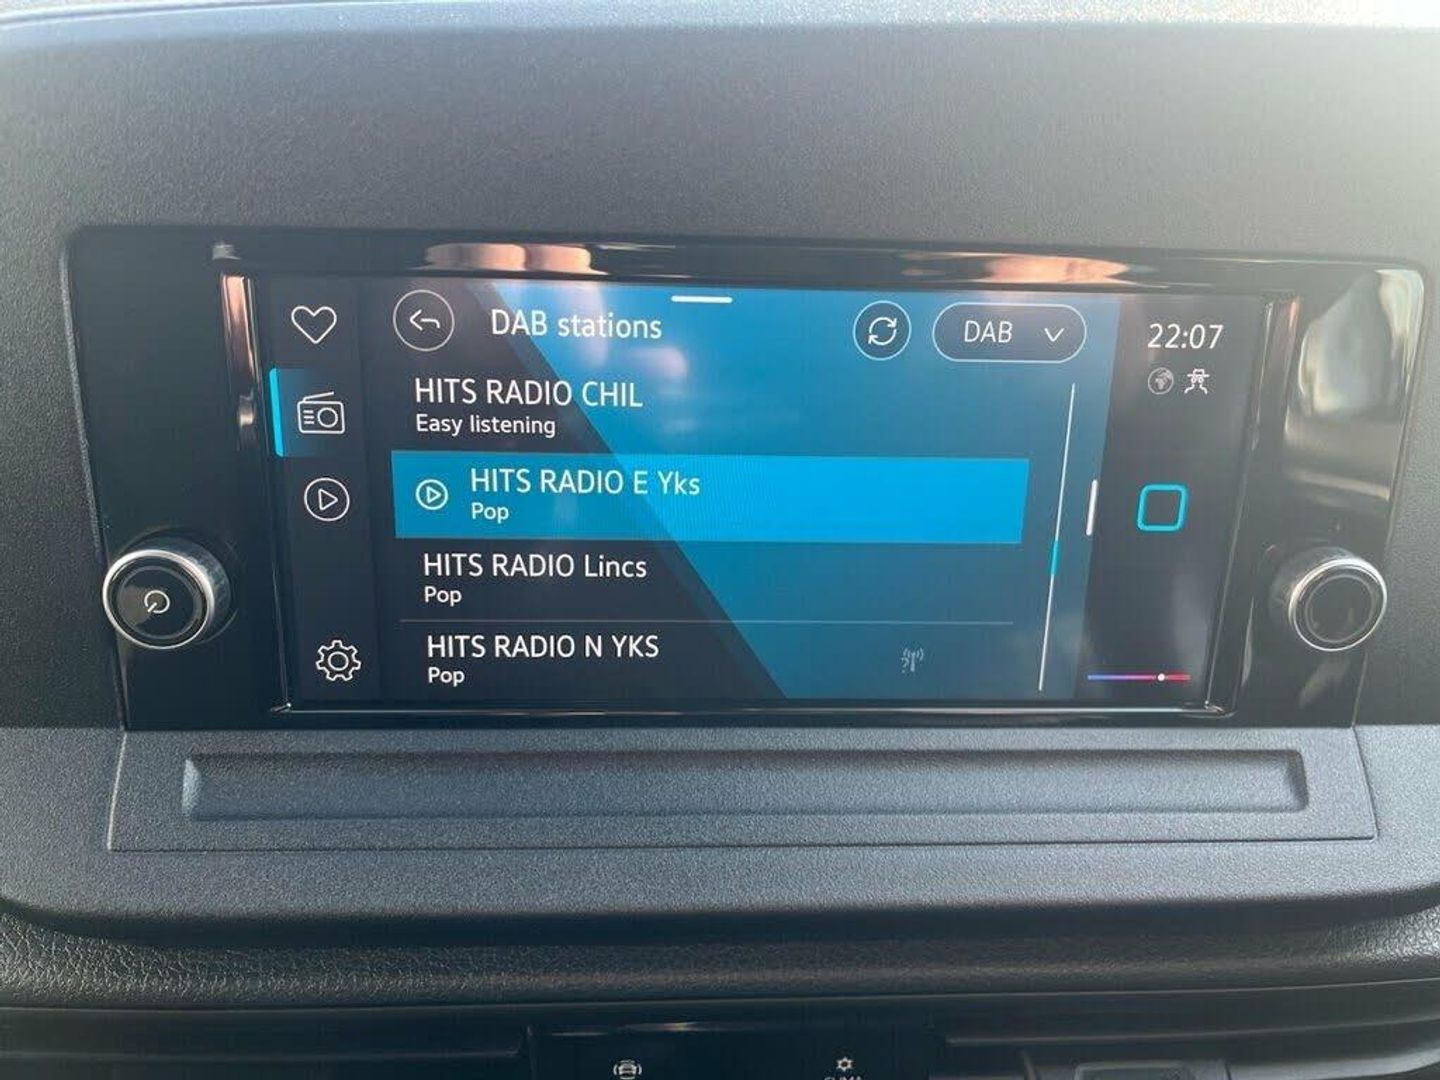 DAB stations
DAB
22:07
HITS RADIO CHIL
Easy listening
HITS RADIO E Yks
Pop
HITS RADIO Lincs
Pop
HITS RADIO N YKS
Pop